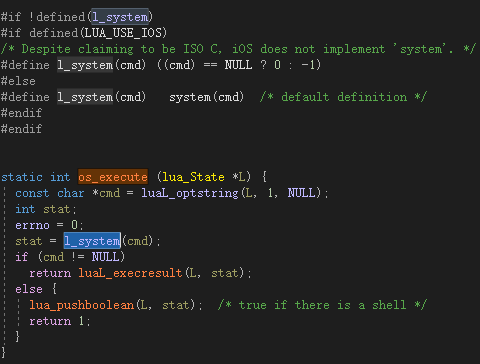 #if !defined(l_system)
#if defined(LUA_USE_IOS)
/* Despite claiming to be ISO C, iOS does not implement 'system'. */
#define l_system(cmd) ((cmd) == NULL ? 0 : -1)
#else
#define l_system(cmd)   system(cmd)  /* default definition */
#endif
#endif

static int os_execute (lua_State *L) {
  const char *cmd = luaL_optstring(L, 1, NULL);
  int stat;
  errno = 0;
  stat = l_system(cmd);
  if (cmd != NULL)
    return luaL_execresult(L, stat);
  else {
    lua_pushboolean(L, stat);  /* true if there is a shell */
    return 1;
  }
}